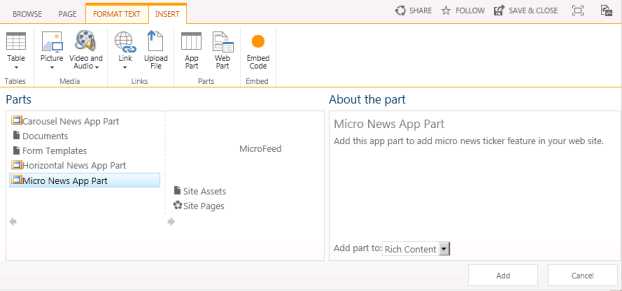 BROWSE PAGE FORMAT TEXT INSERT SHARE FOLLOW SAVE & CLOSE
Table Picture Video and Audio Link Upload File App Part Web Part Embed Code
Tables Media Links Parts Embed
Parts
Carousel News App Part
Documents
Form Templates
Horizontal News App Part
Micro News App Part
MicroFeed
Site Assets
Site Pages
About the part
Micro News App Part
Add this app part to add micro news ticker feature in your web site.
Add part to: Rich Content
Add Cancel